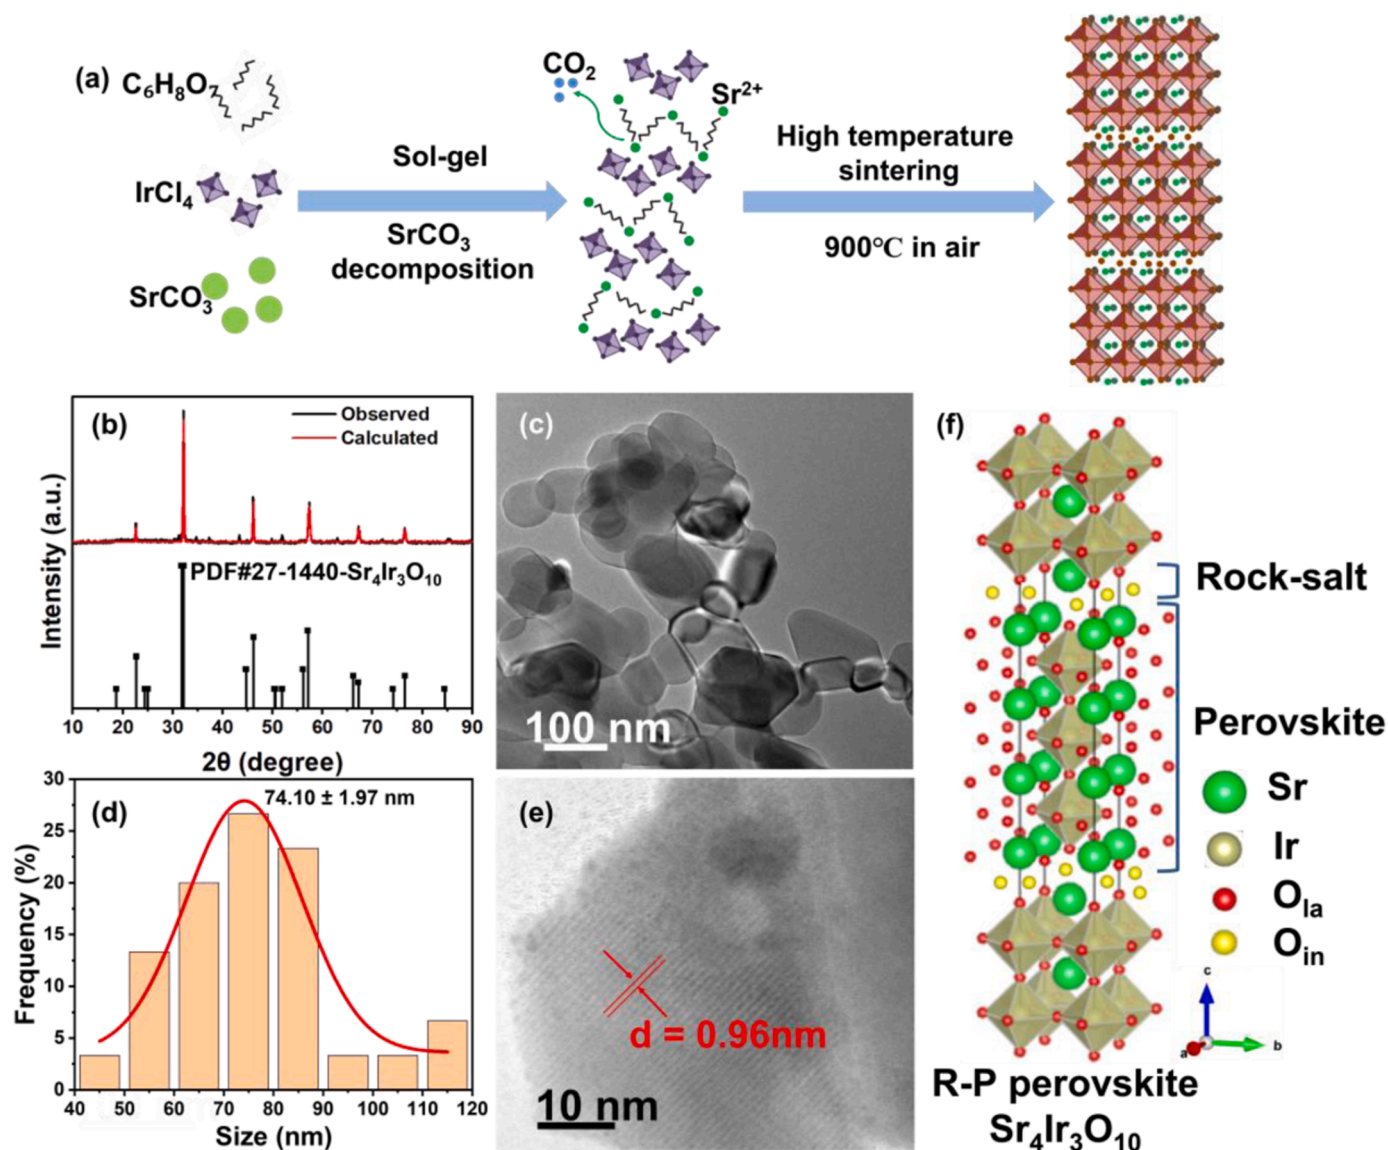 (a)
C₆H₈O₇
IrCl₄
SrCO₃
Sol-gel
SrCO₃
decomposition
CO₂
Sr²⁺
High temperature
sintering
900℃ in air
(b)
Observed
Calculated
PDF#27-1440-Sr₄Ir₃O₁₀
Intensity (a.u.)
10 20 30 40 50 60 70 80 90
2θ (degree)
(c)
100 nm
(d)
74.10 ± 1.97 nm
Frequency (%)
30
25
20
15
10
5
0
40 50 60 70 80 90 100 110 120
Size (nm)
(e)
d = 0.96nm
10 nm
(f)
Rock-salt
Perovskite
Sr
Ir
O_la
O_in
c
a
b
R-P perovskite
Sr₄Ir₃O₁₀